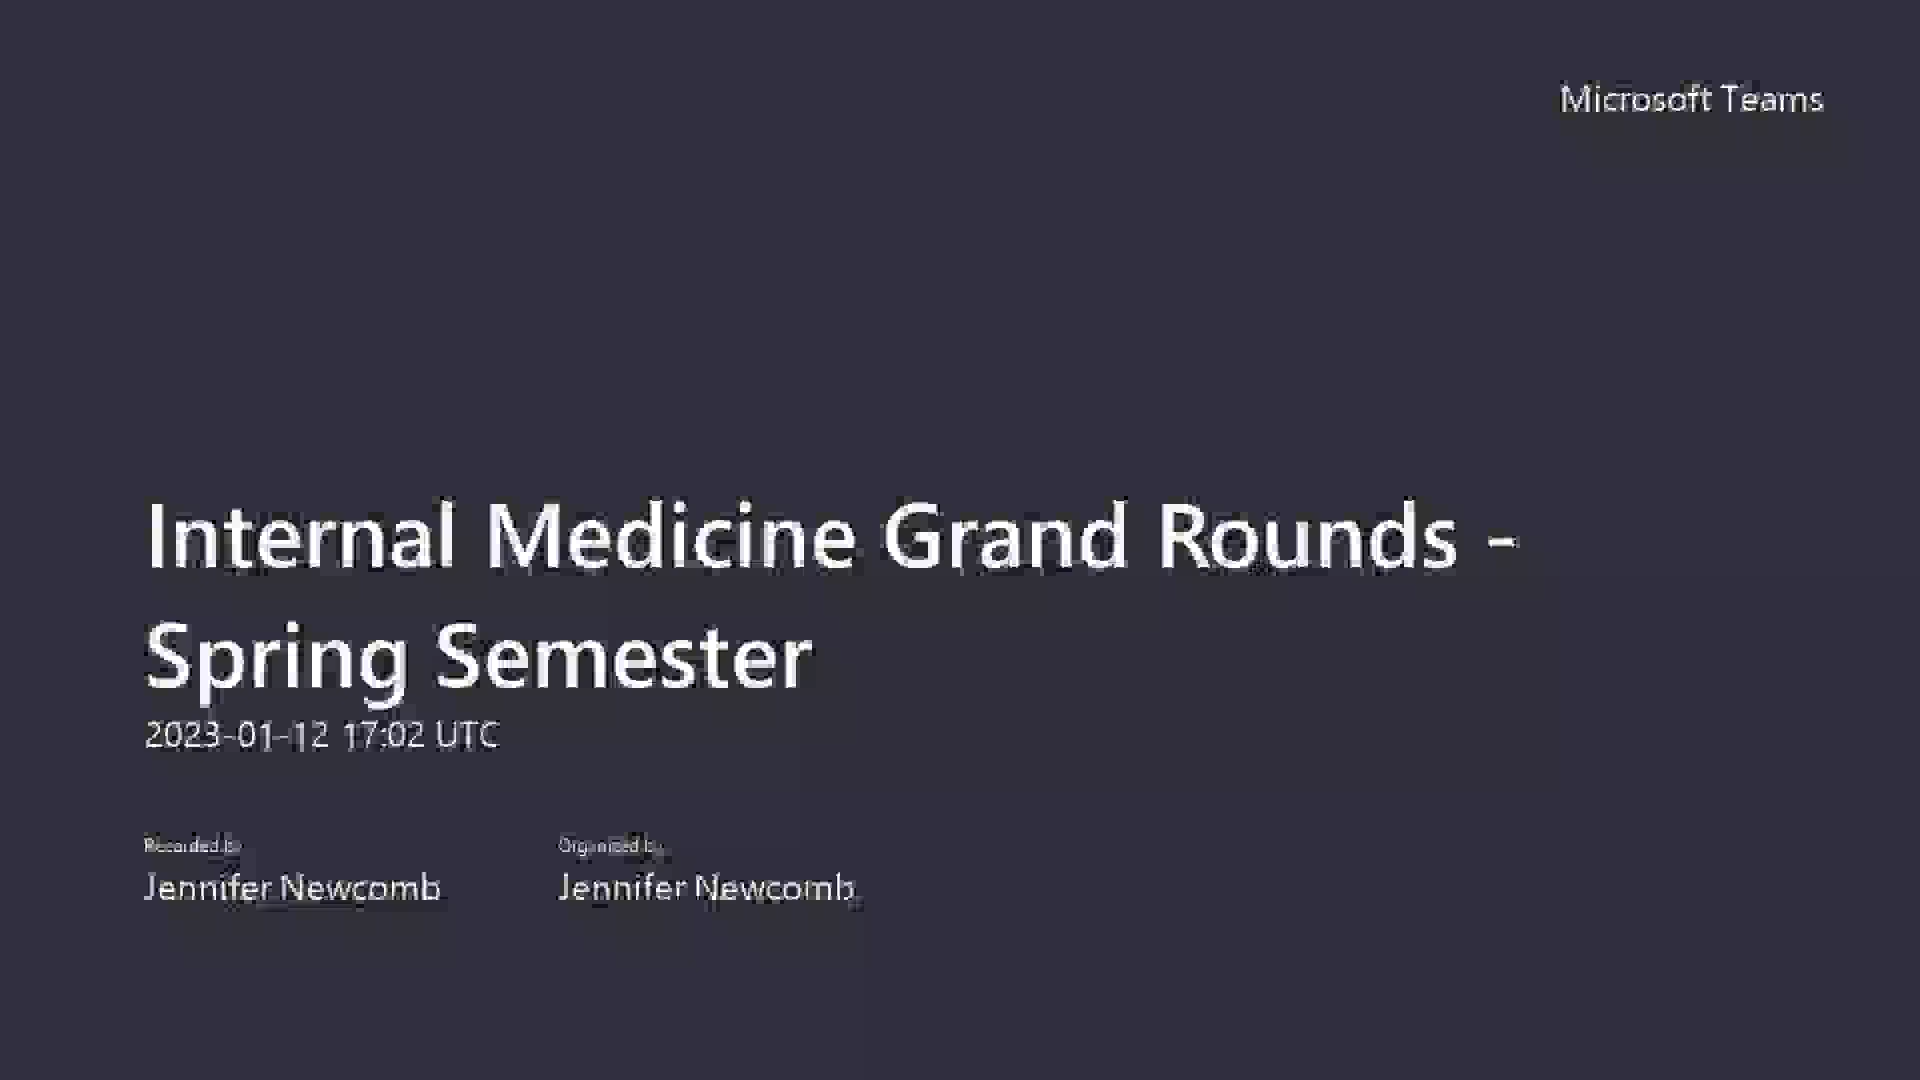 Microsoft Teams
Internal Medicine Grand Rounds -
Spring Semester
2023-01-12 17:02 UTC
Recorded by
Organized by
Jennifer Newcomb
Jennifer Newcomb